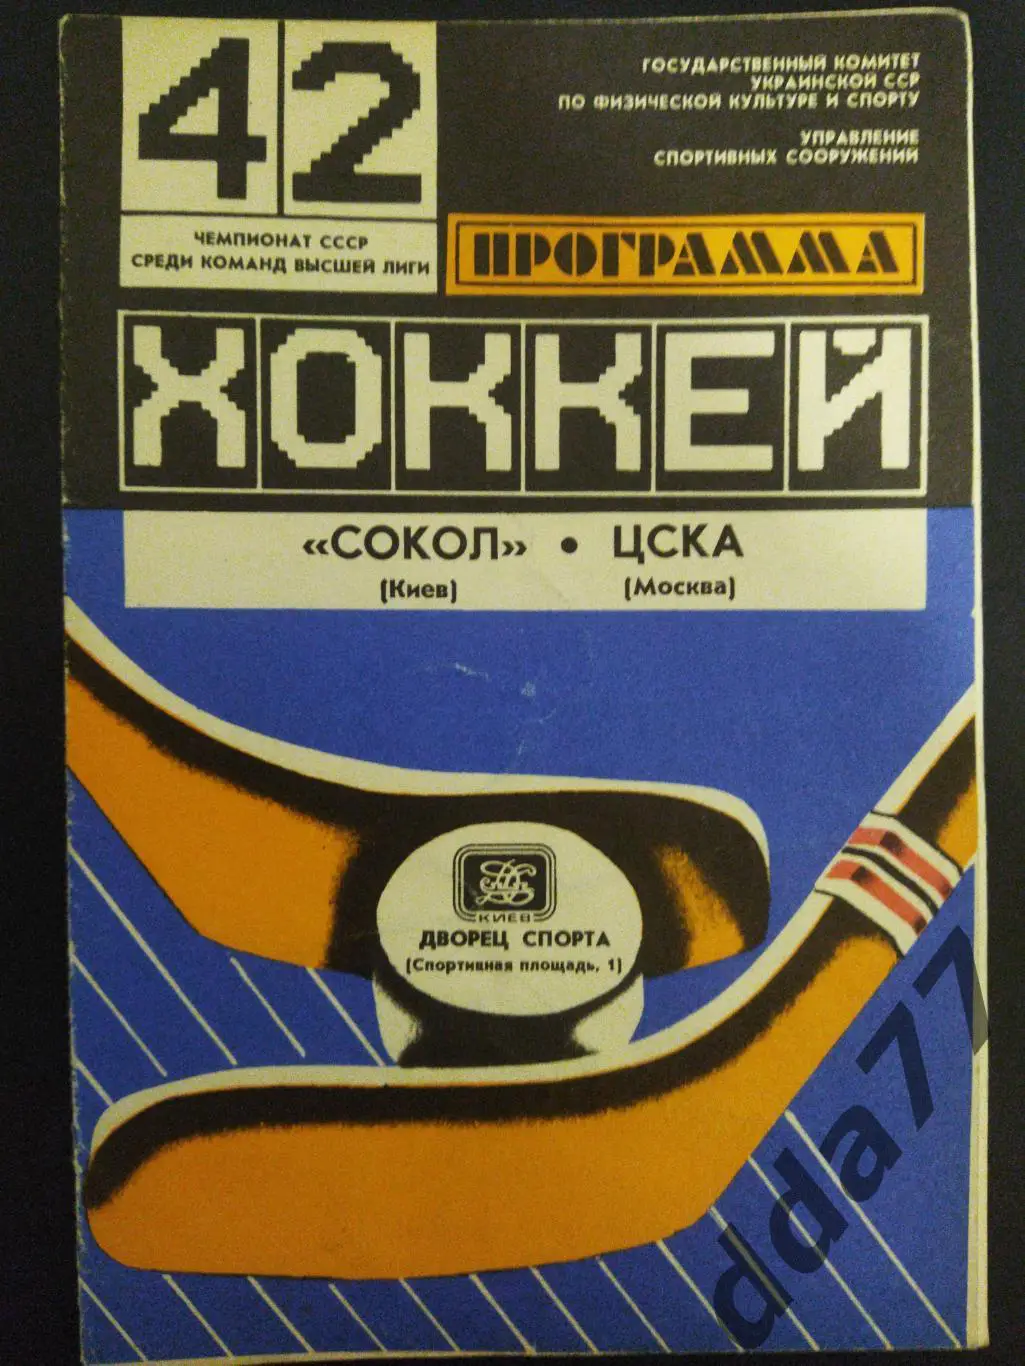 42
ГОСУДАРСТВЕННЫЙ КОМИТЕТ
УКРАИНСКОЙ ССР
ПО ФИЗИЧЕСКОЙ КУЛЬТУРЕ И СПОРТУ
УПРАВЛЕНИЕ
СПОРТИВНЫХ СООРУЖЕНИЙ
ЧЕМПИОНАТ СССР
СРЕДИ КОМАНД ВЫСШЕЙ ЛИГИ
ПРОГРАММА
ХОККЕЙ
«СОКОЛ» • ЦСКА
(Киев) (Москва)
КИЕВ
ДВОРЕЦ СПОРТА
(Спортивная площадь, 1)
dda77